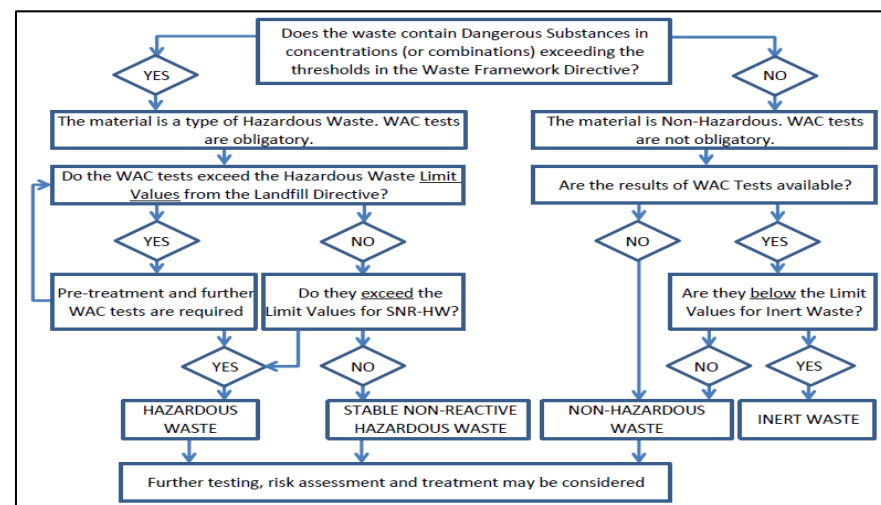 Does the waste contain Dangerous Substances in
concentrations (or combinations) exceeding the
thresholds in the Waste Framework Directive?
YES
NO
The material is a type of Hazardous Waste. WAC tests
are obligatory.
The material is Non-Hazardous. WAC tests
are not obligatory.
Do the WAC tests exceed the Hazardous Waste Limit
Values from the Landfill Directive?
Are the results of WAC Tests available?
YES
NO
NO
YES
Pre-treatment and further
WAC tests are required
Do they exceed the
Limit Values for SNR-HW?
Are they below the Limit
Values for Inert Waste?
YES
NO
NO
YES
HAZARDOUS
WASTE
STABLE NON-REACTIVE
HAZARDOUS WASTE
NON-HAZARDOUS
WASTE
INERT WASTE
Further testing, risk assessment and treatment may be considered